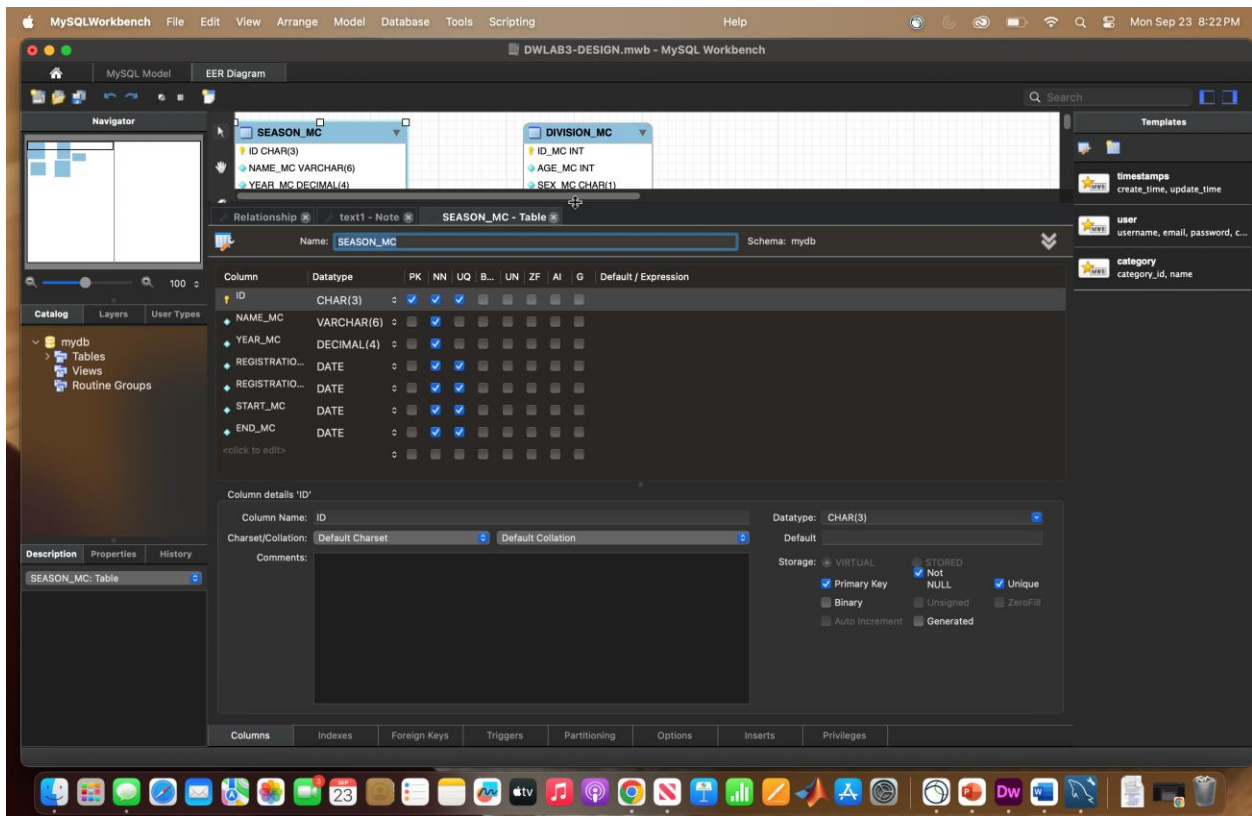 MySQLWorkbench File Edit View Arrange Model Database Tools Scripting Help Mon Sep 23 8:22 PM
DWLAB3-DESIGN.mwb - MySQL Workbench
MySQL Model EER Diagram
Search
Navigator
Templates
SEASON_MC
ID CHAR(3)
NAME_MC VARCHAR(6)
YEAR_MC DECIMAL(4)
DIVISION_MC
ID_MC INT
AGE_MC INT
SEX_MC CHAR(1)
timestamps
create_time, update_time
user
username, email, password, c...
category
category_id, name
Relationship text1 - Note SEASON_MC - Table
Name: SEASON_MC Schema: mydb
100
Catalog Layers User Types
mydb
Tables
Views
Routine Groups
Column Datatype PK NN UQ B... UN ZF AI G Default / Expression
ID CHAR(3)
NAME_MC VARCHAR(6)
YEAR_MC DECIMAL(4)
REGISTRATIO... DATE
REGISTRATIO... DATE
START_MC DATE
END_MC DATE
<click to edit>
Column details 'ID'
Column Name: ID Datatype: CHAR(3)
Charset/Collation: Default Charset Default Collation Default
Comments: Storage: VIRTUAL STORED
Primary Key Not NULL Unique
Binary Unsigned ZeroFill
Auto Increment Generated
Description Properties History
SEASON_MC: Table
Columns Indexes Foreign Keys Triggers Partitioning Options Inserts Privileges
SEP
23
tv
Dw